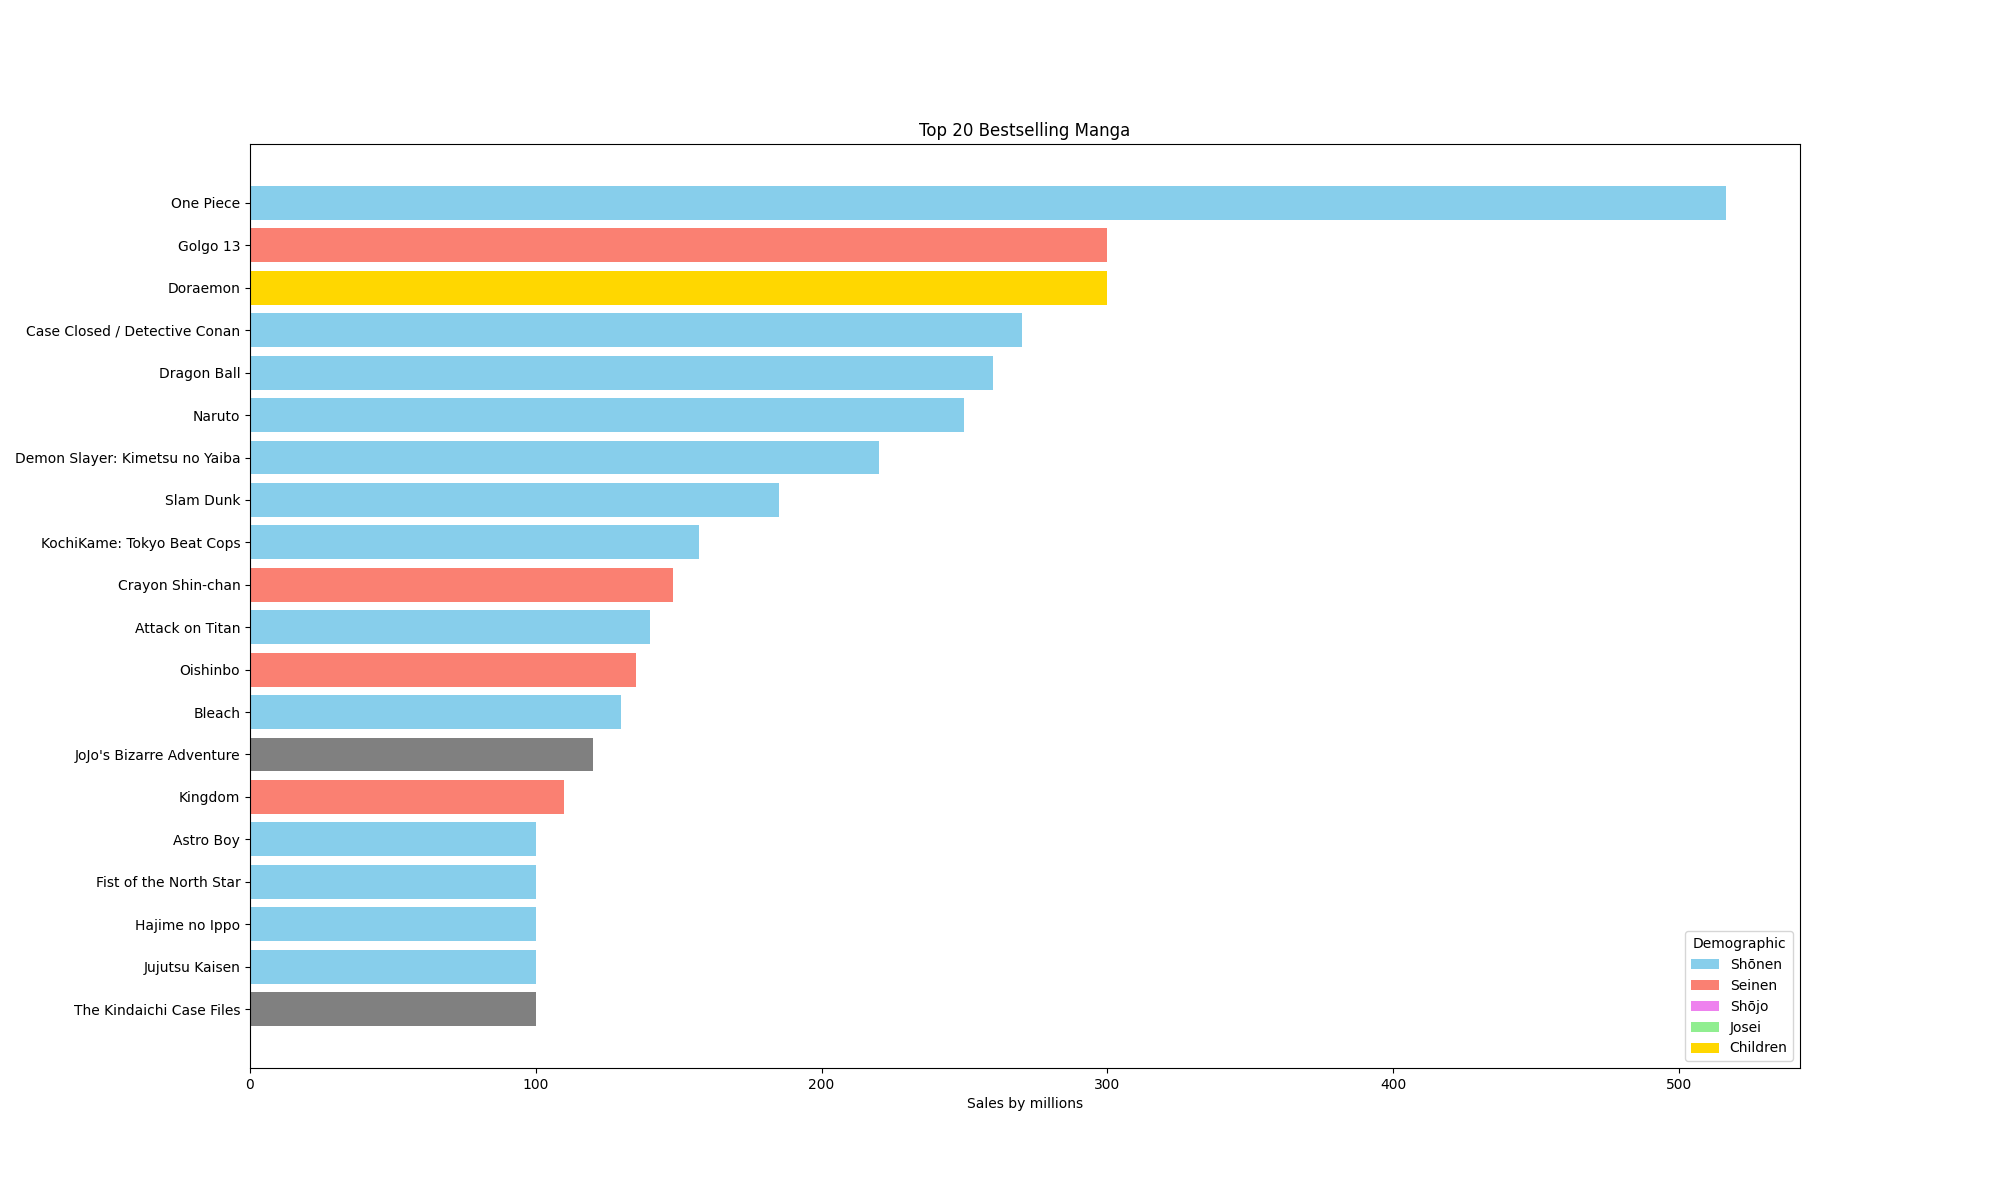 Top 20 Bestselling Manga
One Piece
Golgo 13
Doraemon
Case Closed / Detective Conan
Dragon Ball
Naruto
Demon Slayer: Kimetsu no Yaiba
Slam Dunk
KochiKame: Tokyo Beat Cops
Crayon Shin-chan
Attack on Titan
Oishinbo
Bleach
JoJo's Bizarre Adventure
Kingdom
Astro Boy
Fist of the North Star
Hajime no Ippo
Jujutsu Kaisen
The Kindaichi Case Files
Demographic
Shōnen
Seinen
Shōjo
Josei
Children
0 100 200 300 400 500
Sales by millions